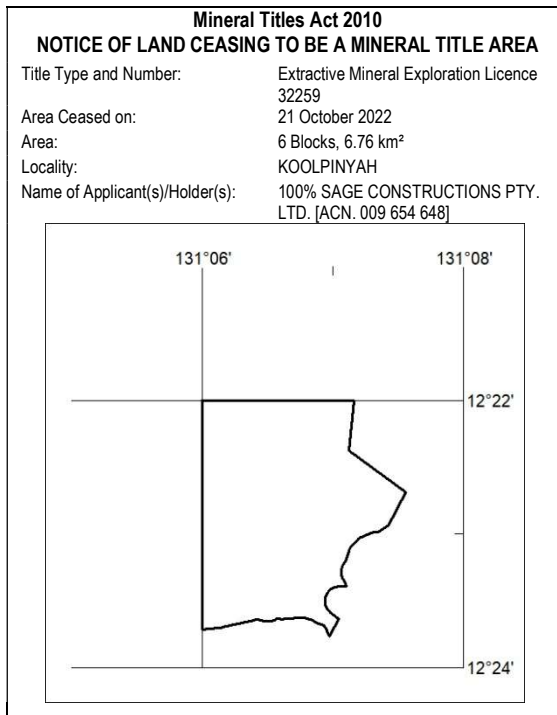 Mineral Titles Act 2010
NOTICE OF LAND CEASING TO BE A MINERAL TITLE AREA
Title Type and Number: Extractive Mineral Exploration Licence
32259
Area Ceased on: 21 October 2022
Area: 6 Blocks, 6.76 km²
Locality: KOOLPINYAH
Name of Applicant(s)/Holder(s): 100% SAGE CONSTRUCTIONS PTY.
LTD. [ACN. 009 654 648]
131°06' 131°08'
12°22'
12°24'